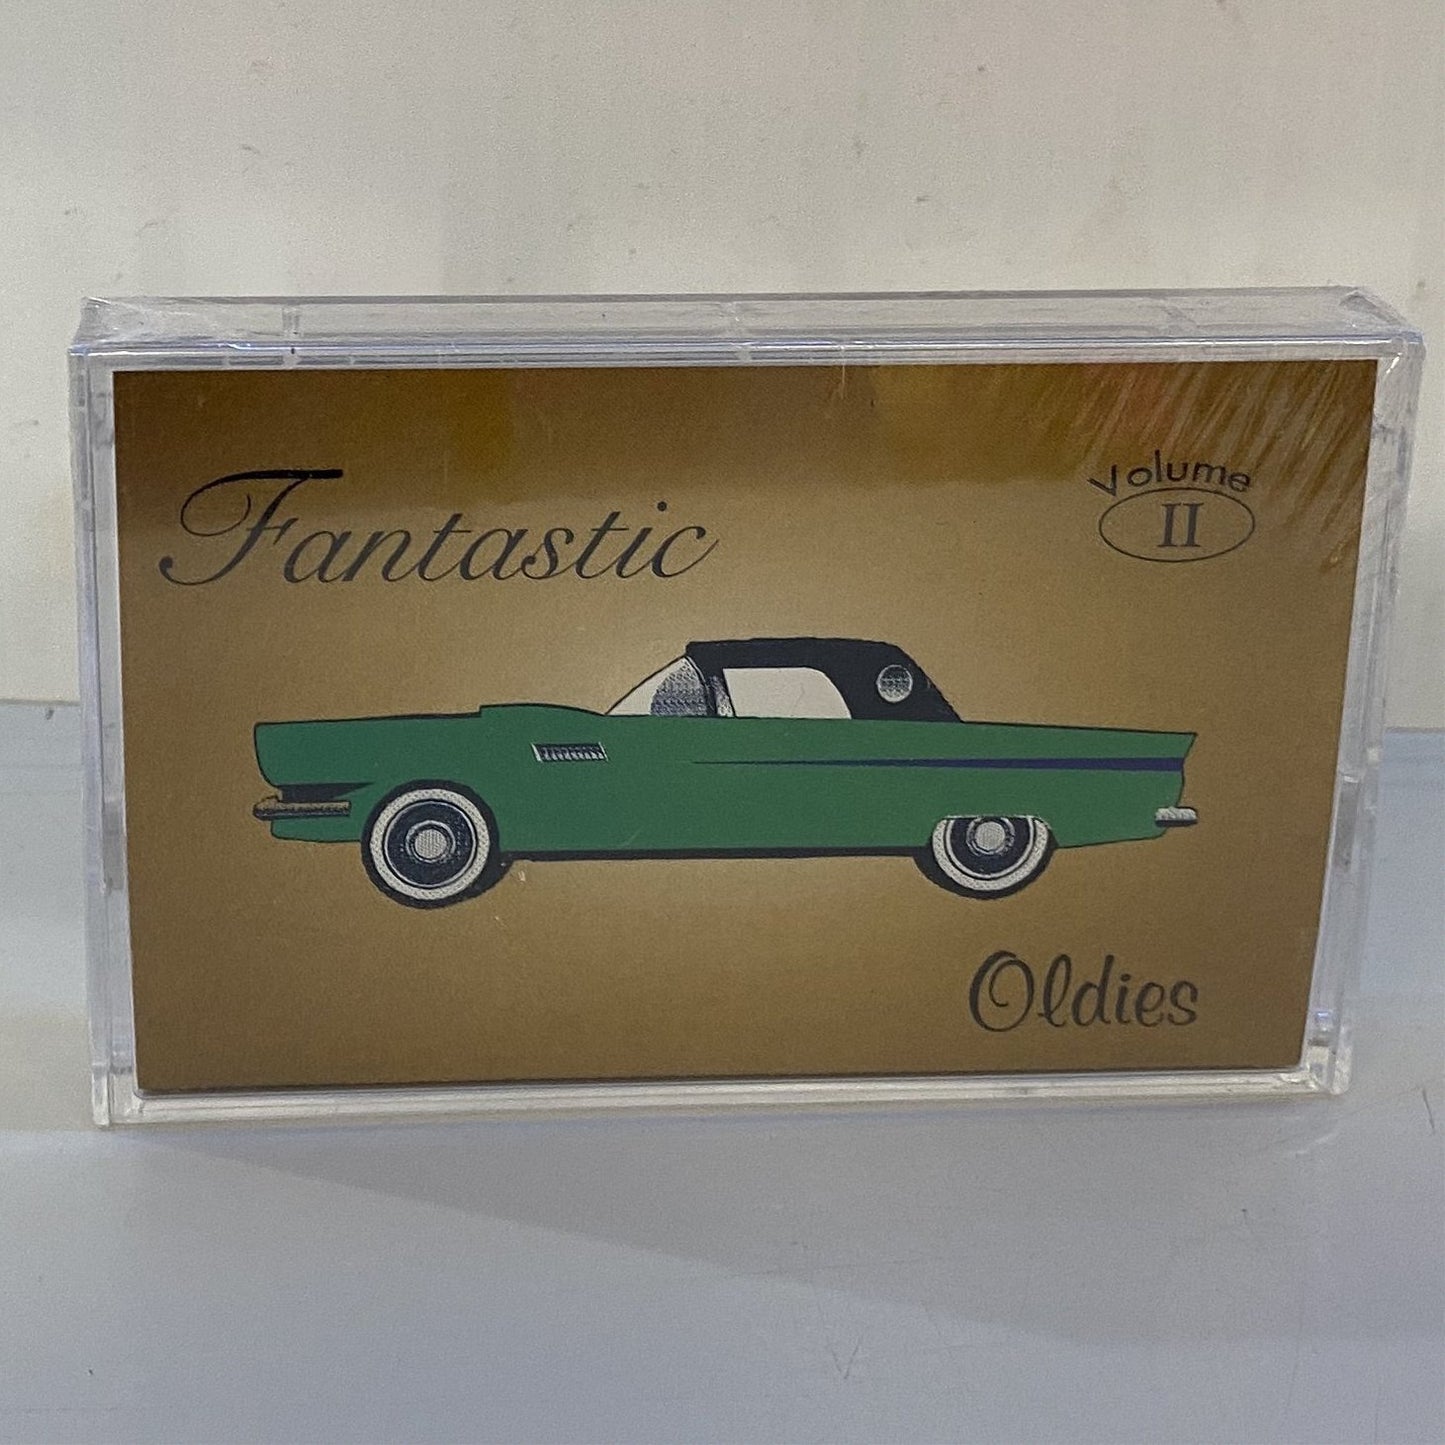 Fantastic
Volume
II
Oldies